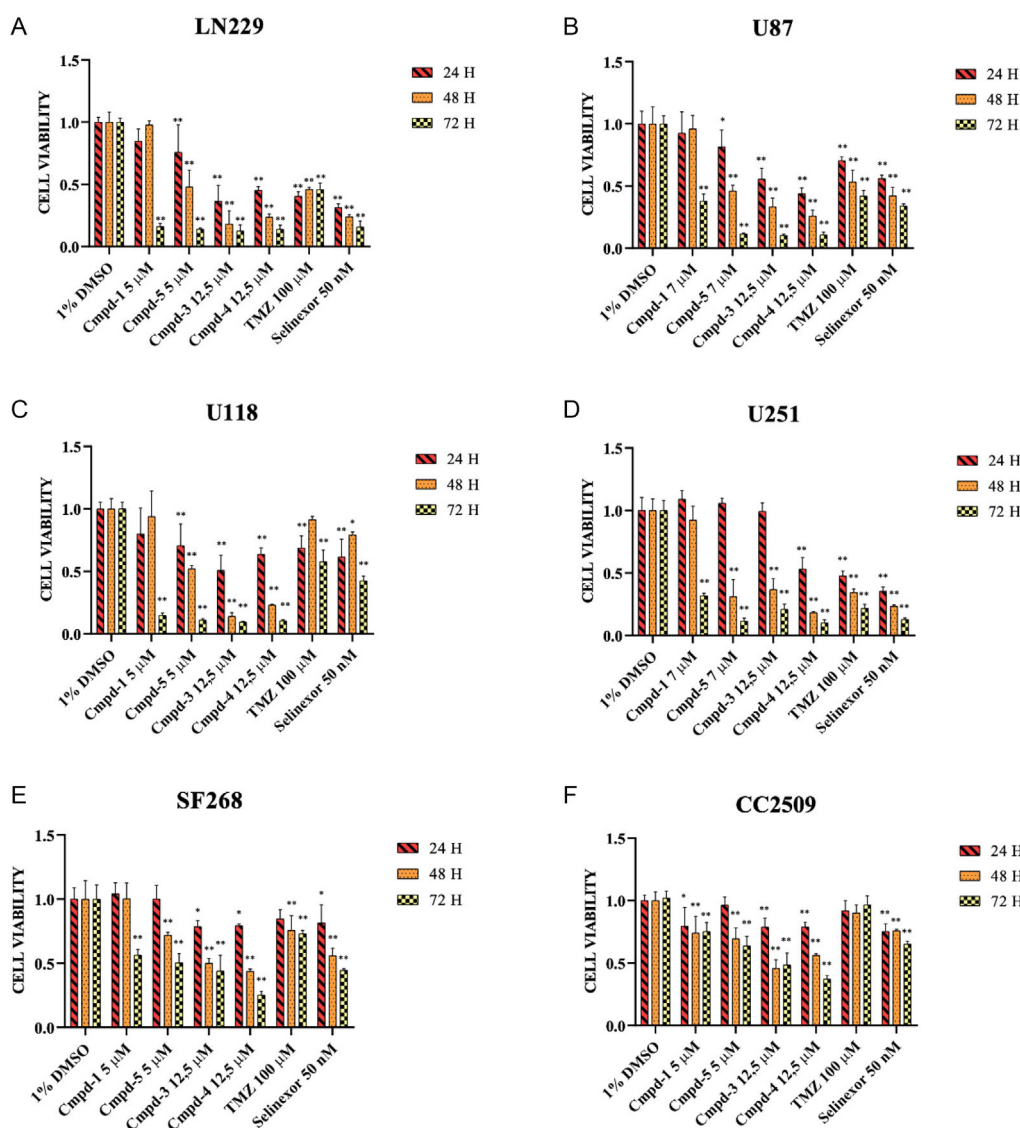 A
LN229
CELL VIABILITY
1.5
1.0
0.5
0.0
** ** ** ** ** ** ** ** ** ** ** ** ** ** ** **
24 H
48 H
72 H
1% DMSO
Cmpd-1 5 µM
Cmpd-5 5 µM
Cmpd-3 12,5 µM
Cmpd-4 12,5 µM
TMZ 100 µM
Selinexor 50 nM
B
U87
CELL VIABILITY
1.5
1.0
0.5
0.0
** * ** ** ** ** ** ** ** ** ** ** ** ** ** **
24 H
48 H
72 H
1% DMSO
Cmpd-1 7 µM
Cmpd-5 7 µM
Cmpd-3 12,5 µM
Cmpd-4 12,5 µM
TMZ 100 µM
Selinexor 50 nM
C
U118
CELL VIABILITY
1.5
1.0
0.5
0.0
** ** ** ** ** ** ** ** ** ** ** ** ** * **
24 H
48 H
72 H
1% DMSO
Cmpd-1 5 µM
Cmpd-5 5 µM
Cmpd-3 12,5 µM
Cmpd-4 12,5 µM
TMZ 100 µM
Selinexor 50 nM
D
U251
CELL VIABILITY
1.5
1.0
0.5
0.0
** ** ** ** ** ** ** ** ** ** ** ** ** **
24 H
48 H
72 H
1% DMSO
Cmpd-1 7 µM
Cmpd-5 7 µM
Cmpd-3 12,5 µM
Cmpd-4 12,5 µM
TMZ 100 µM
Selinexor 50 nM
E
SF268
CELL VIABILITY
1.5
1.0
0.5
0.0
** ** ** * ** ** * ** ** ** ** * ** **
24 H
48 H
72 H
1% DMSO
Cmpd-1 5 µM
Cmpd-5 5 µM
Cmpd-3 12,5 µM
Cmpd-4 12,5 µM
TMZ 100 µM
Selinexor 50 nM
F
CC2509
CELL VIABILITY
1.5
1.0
0.5
0.0
* ** ** ** ** ** ** ** ** ** ** ** ** **
24 H
48 H
72 H
1% DMSO
Cmpd-1 5 µM
Cmpd-5 5 µM
Cmpd-3 12,5 µM
Cmpd-4 12,5 µM
TMZ 100 µM
Selinexor 50 nM